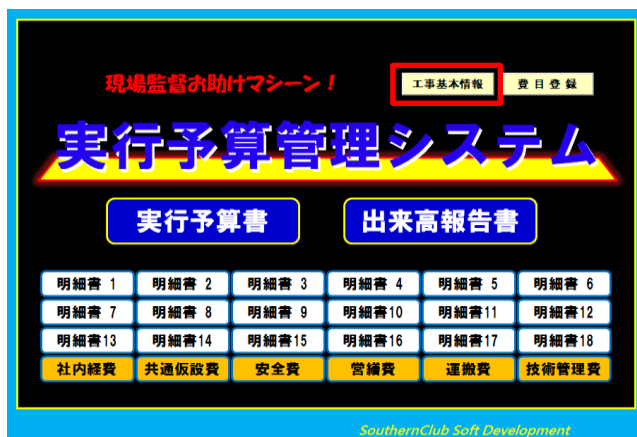 現場監督お助けマシーン！ 工事基本情報 費目登録
実行予算管理システム
実行予算書 出来高報告書
明細書 1 明細書 2 明細書 3 明細書 4 明細書 5 明細書 6
明細書 7 明細書 8 明細書 9 明細書10 明細書11 明細書12
明細書13 明細書14 明細書15 明細書16 明細書17 明細書18
社内経費 共通仮設費 安全費 営繕費 運搬費 技術管理費
SouthernClub Soft Development